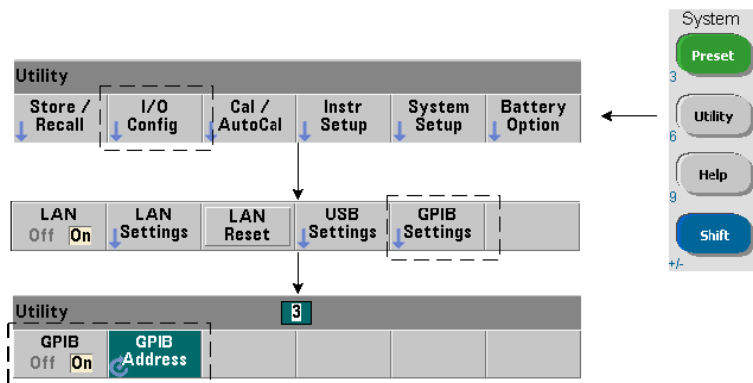 System
Preset
3
Utility
6
Help
9
Shift
+/-
Utility
Store / Recall
I/O Config
Cal / AutoCal
Instr Setup
System Setup
Battery Option
LAN
Off On
LAN Settings
LAN Reset
USB Settings
GPIB Settings
Utility
3
GPIB
Off On
GPIB Address